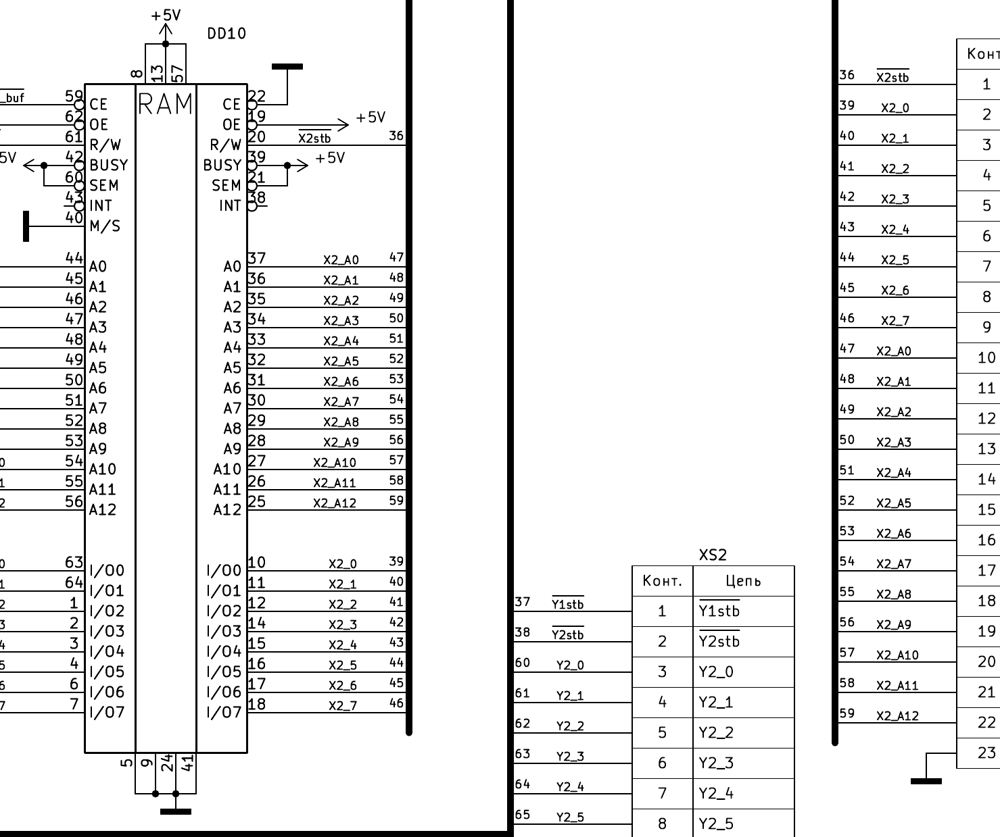 +5V
DD10
8 13 57
RAM
_buf 59 CE CE 22
62 OE OE 19 +5V
61 R/W R/W 20 X2stb 36
5V 42 BUSY BUSY 39 +5V
60 SEM SEM 21
43 INT INT 38
40 M/S
44 A0 A0 37 X2_A0 47
45 A1 A1 36 X2_A1 48
46 A2 A2 35 X2_A2 49
47 A3 A3 34 X2_A3 50
48 A4 A4 33 X2_A4 51
49 A5 A5 32 X2_A5 52
50 A6 A6 31 X2_A6 53
51 A7 A7 30 X2_A7 54
52 A8 A8 29 X2_A8 55
53 A9 A9 28 X2_A9 56
0 54 A10 A10 27 X2_A10 57
1 55 A11 A11 26 X2_A11 58
2 56 A12 A12 25 X2_A12 59
0 63 I/O0 I/O0 10 X2_0 39
1 64 I/O1 I/O1 11 X2_1 40
2 1 I/O2 I/O2 12 X2_2 41
3 2 I/O3 I/O3 14 X2_3 42
4 3 I/O4 I/O4 15 X2_4 43
5 4 I/O5 I/O5 16 X2_5 44
6 6 I/O6 I/O6 17 X2_6 45
7 7 I/O7 I/O7 18 X2_7 46
5 9 24 41
XS2
Конт. Цепь
37 Y1stb 1 Y1stb
38 Y2stb 2 Y2stb
60 Y2_0 3 Y2_0
61 Y2_1 4 Y2_1
62 Y2_2 5 Y2_2
63 Y2_3 6 Y2_3
64 Y2_4 7 Y2_4
65 Y2_5 8 Y2_5
Конт
36 X2stb 1
39 X2_0 2
40 X2_1 3
41 X2_2 4
42 X2_3 5
43 X2_4 6
44 X2_5 7
45 X2_6 8
46 X2_7 9
47 X2_A0 10
48 X2_A1 11
49 X2_A2 12
50 X2_A3 13
51 X2_A4 14
52 X2_A5 15
53 X2_A6 16
54 X2_A7 17
55 X2_A8 18
56 X2_A9 19
57 X2_A10 20
58 X2_A11 21
59 X2_A12 22
23